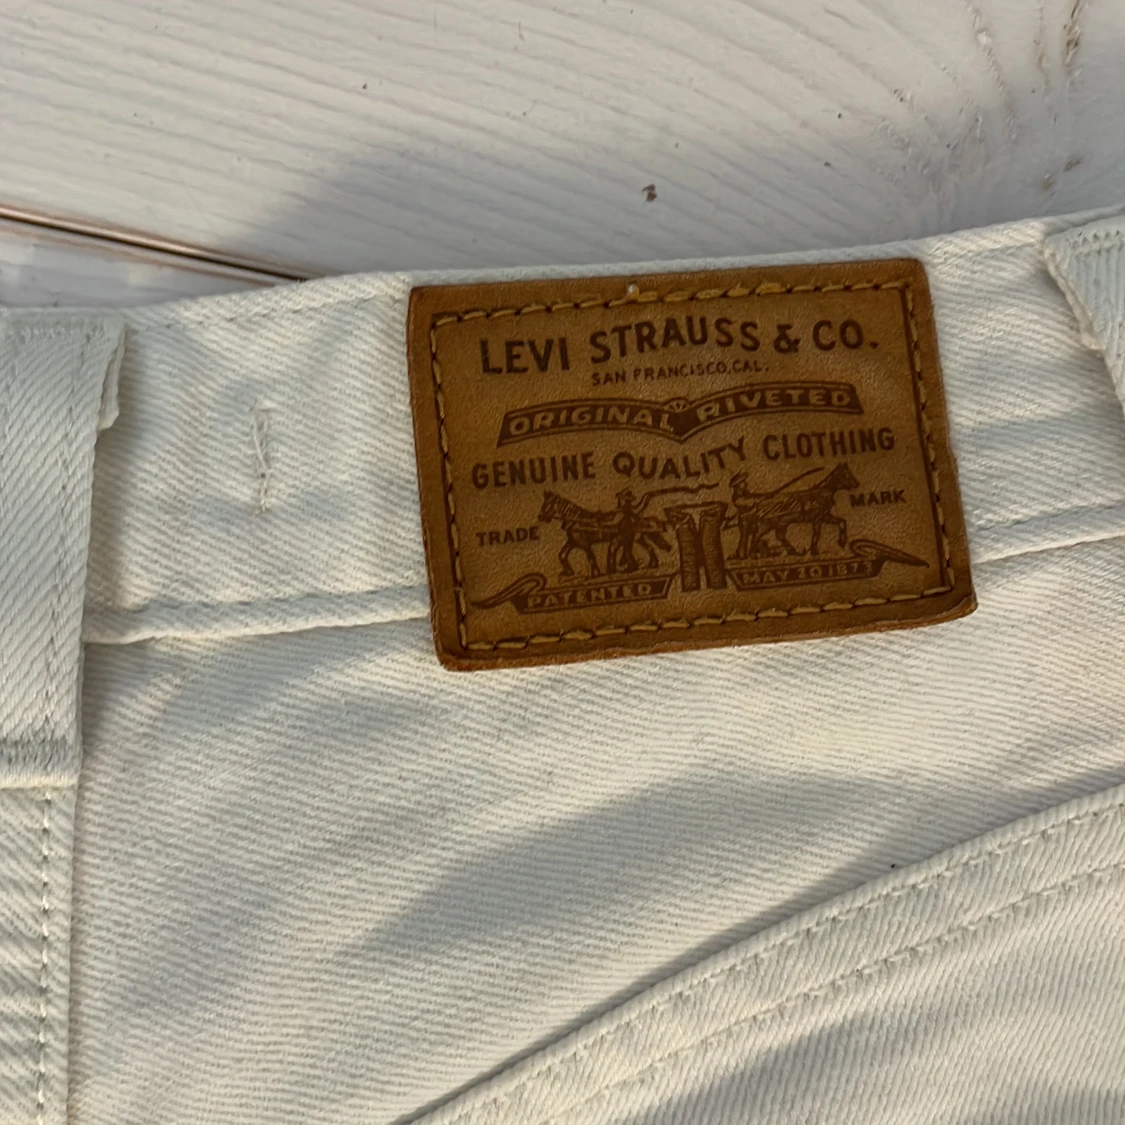 LEVI STRAUSS & CO.
SAN FRANCISCO, CAL.
ORIGINAL RIVETED
GENUINE QUALITY CLOTHING
TRADE MARK
PATENTED MAY 20 1873